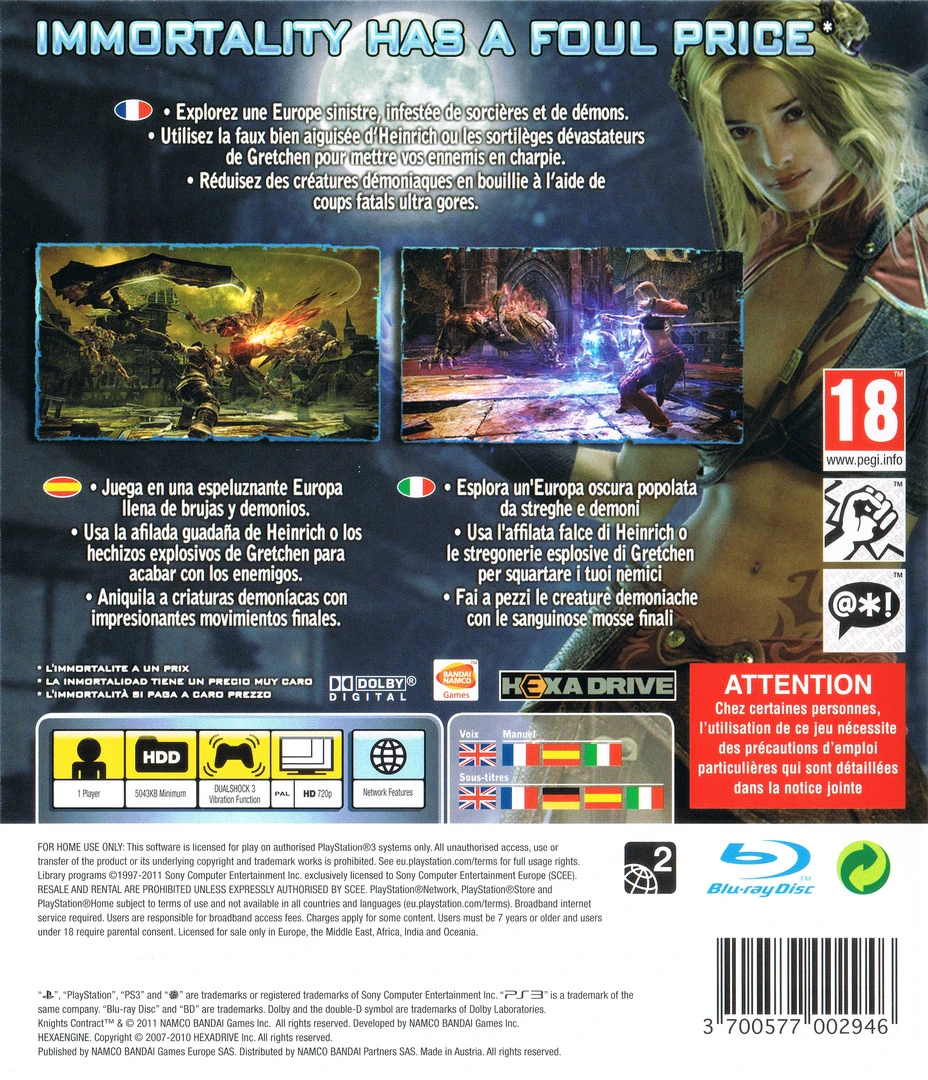 IMMORTALITY HAS A FOUL PRICE*
• Explorez une Europe sinistre, infestée de sorcières et de démons.
• Utilisez la faux bien aiguisée d'Heinrich ou les sortilèges dévastateurs
de Gretchen pour mettre vos ennemis en charpie.
• Réduisez des créatures démoniaques en bouillie à l'aide de
coups fatals ultra gores.
• Juega en una espeluznante Europa
llena de brujas y demonios.
• Usa la afilada guadaña de Heinrich o los
hechizos explosivos de Gretchen para
acabar con los enemigos.
• Aniquila a criaturas demoníacas con
impresionantes movimientos finales.
• Esplora un'Europa oscura popolata
da streghe e demoni
• Usa l'affilata falce di Heinrich o
le stregonerie esplosive di Gretchen
per squartare i tuoi nemici
• Fai a pezzi le creature demoniache
con le sanguinose mosse finali
18 TM
www.pegi.info
TM
TM
@*!
* L'IMMORTALITE A UN PRIX
* LA INMORTALIDAD TIENE UN PRECIO MUY CARO
* L'IMMORTALITÀ SI PAGA A CARO PREZZO
DOLBY®
DIGITAL
BANDAI
NAMCO
Games
TM
HEXADRIVE
ATTENTION
Chez certaines personnes,
l'utilisation de ce jeu nécessite
des précautions d'emploi
particulières qui sont détaillées
dans la notice jointe
1 Player
HDD
5043KB Minimum
DUALSHOCK 3
Vibration Function
PAL
HD 720p
Network Features
Voix Manuel
Sous-titres
FOR HOME USE ONLY: This software is licensed for play on authorised PlayStation®3 systems only. All unauthorised access, use or
transfer of the product or its underlying copyright and trademark works is prohibited. See eu.playstation.com/terms for full usage rights.
Library programs ©1997-2011 Sony Computer Entertainment Inc. exclusively licensed to Sony Computer Entertainment Europe (SCEE).
RESALE AND RENTAL ARE PROHIBITED UNLESS EXPRESSLY AUTHORISED BY SCEE. PlayStation®Network, PlayStation®Store and
PlayStation®Home subject to terms of use and not available in all countries and languages (eu.playstation.com/terms). Broadband internet
service required. Users are responsible for broadband access fees. Charges apply for some content. Users must be 7 years or older and users
under 18 require parental consent. Licensed for sale only in Europe, the Middle East, Africa, India and Oceania.
2
Blu-ray Disc TM
"PS", "PlayStation", "PS3" and " " are trademarks or registered trademarks of Sony Computer Entertainment Inc. "PS3" is a trademark of the
same company. "Blu-ray Disc" and "BD" are trademarks. Dolby and the double-D symbol are trademarks of Dolby Laboratories.
Knights Contract™ & © 2011 NAMCO BANDAI Games Inc. All rights reserved. Developed by NAMCO BANDAI Games Inc.
HEXAENGINE. Copyright © 2007-2010 HEXADRIVE Inc. All rights reserved.
Published by NAMCO BANDAI Games Europe SAS. Distributed by NAMCO BANDAI Partners SAS. Made in Austria. All rights reserved.
3 700577 002946